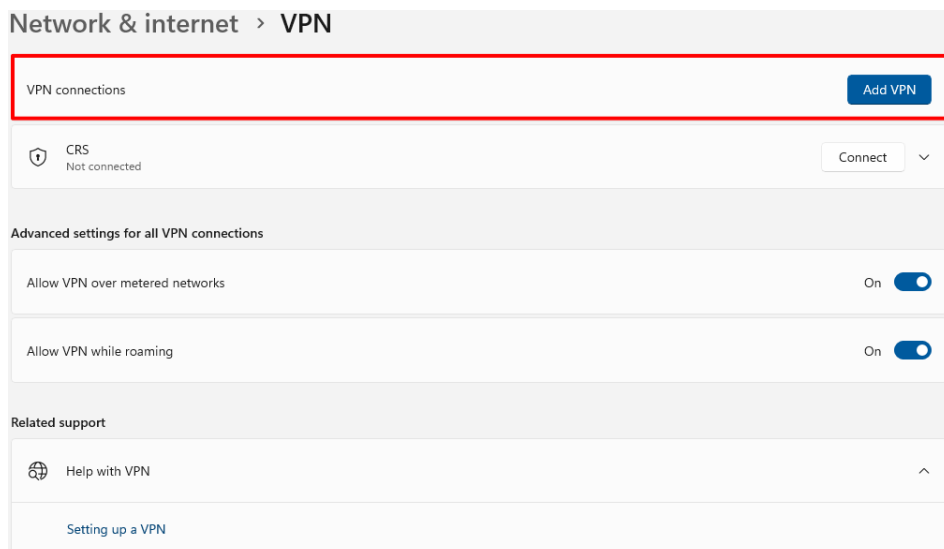 Network & internet > VPN
VPN connections
Add VPN
CRS
Not connected
Connect
Advanced settings for all VPN connections
Allow VPN over metered networks
On
Allow VPN while roaming
On
Related support
Help with VPN
Setting up a VPN